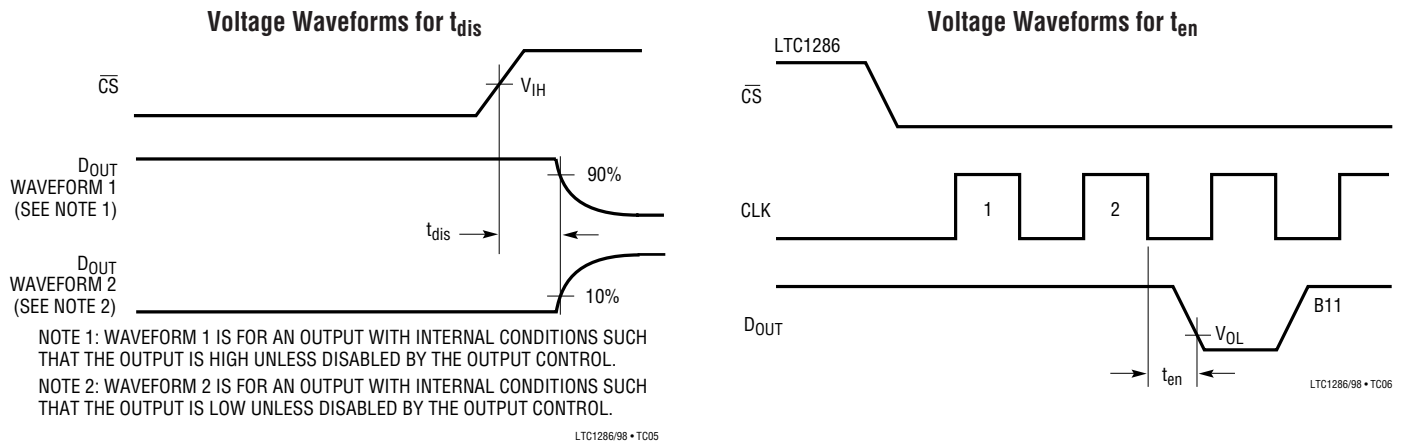 Voltage Waveforms for tdis
CS
VIH
DOUT
WAVEFORM 1
(SEE NOTE 1)
90%
tdis
DOUT
WAVEFORM 2
(SEE NOTE 2)
10%
NOTE 1: WAVEFORM 1 IS FOR AN OUTPUT WITH INTERNAL CONDITIONS SUCH
THAT THE OUTPUT IS HIGH UNLESS DISABLED BY THE OUTPUT CONTROL.
NOTE 2: WAVEFORM 2 IS FOR AN OUTPUT WITH INTERNAL CONDITIONS SUCH
THAT THE OUTPUT IS LOW UNLESS DISABLED BY THE OUTPUT CONTROL.
LTC1286/98 • TC05
Voltage Waveforms for ten
LTC1286
CS
CLK
1
2
DOUT
B11
VOL
ten
LTC1286/98 • TC06